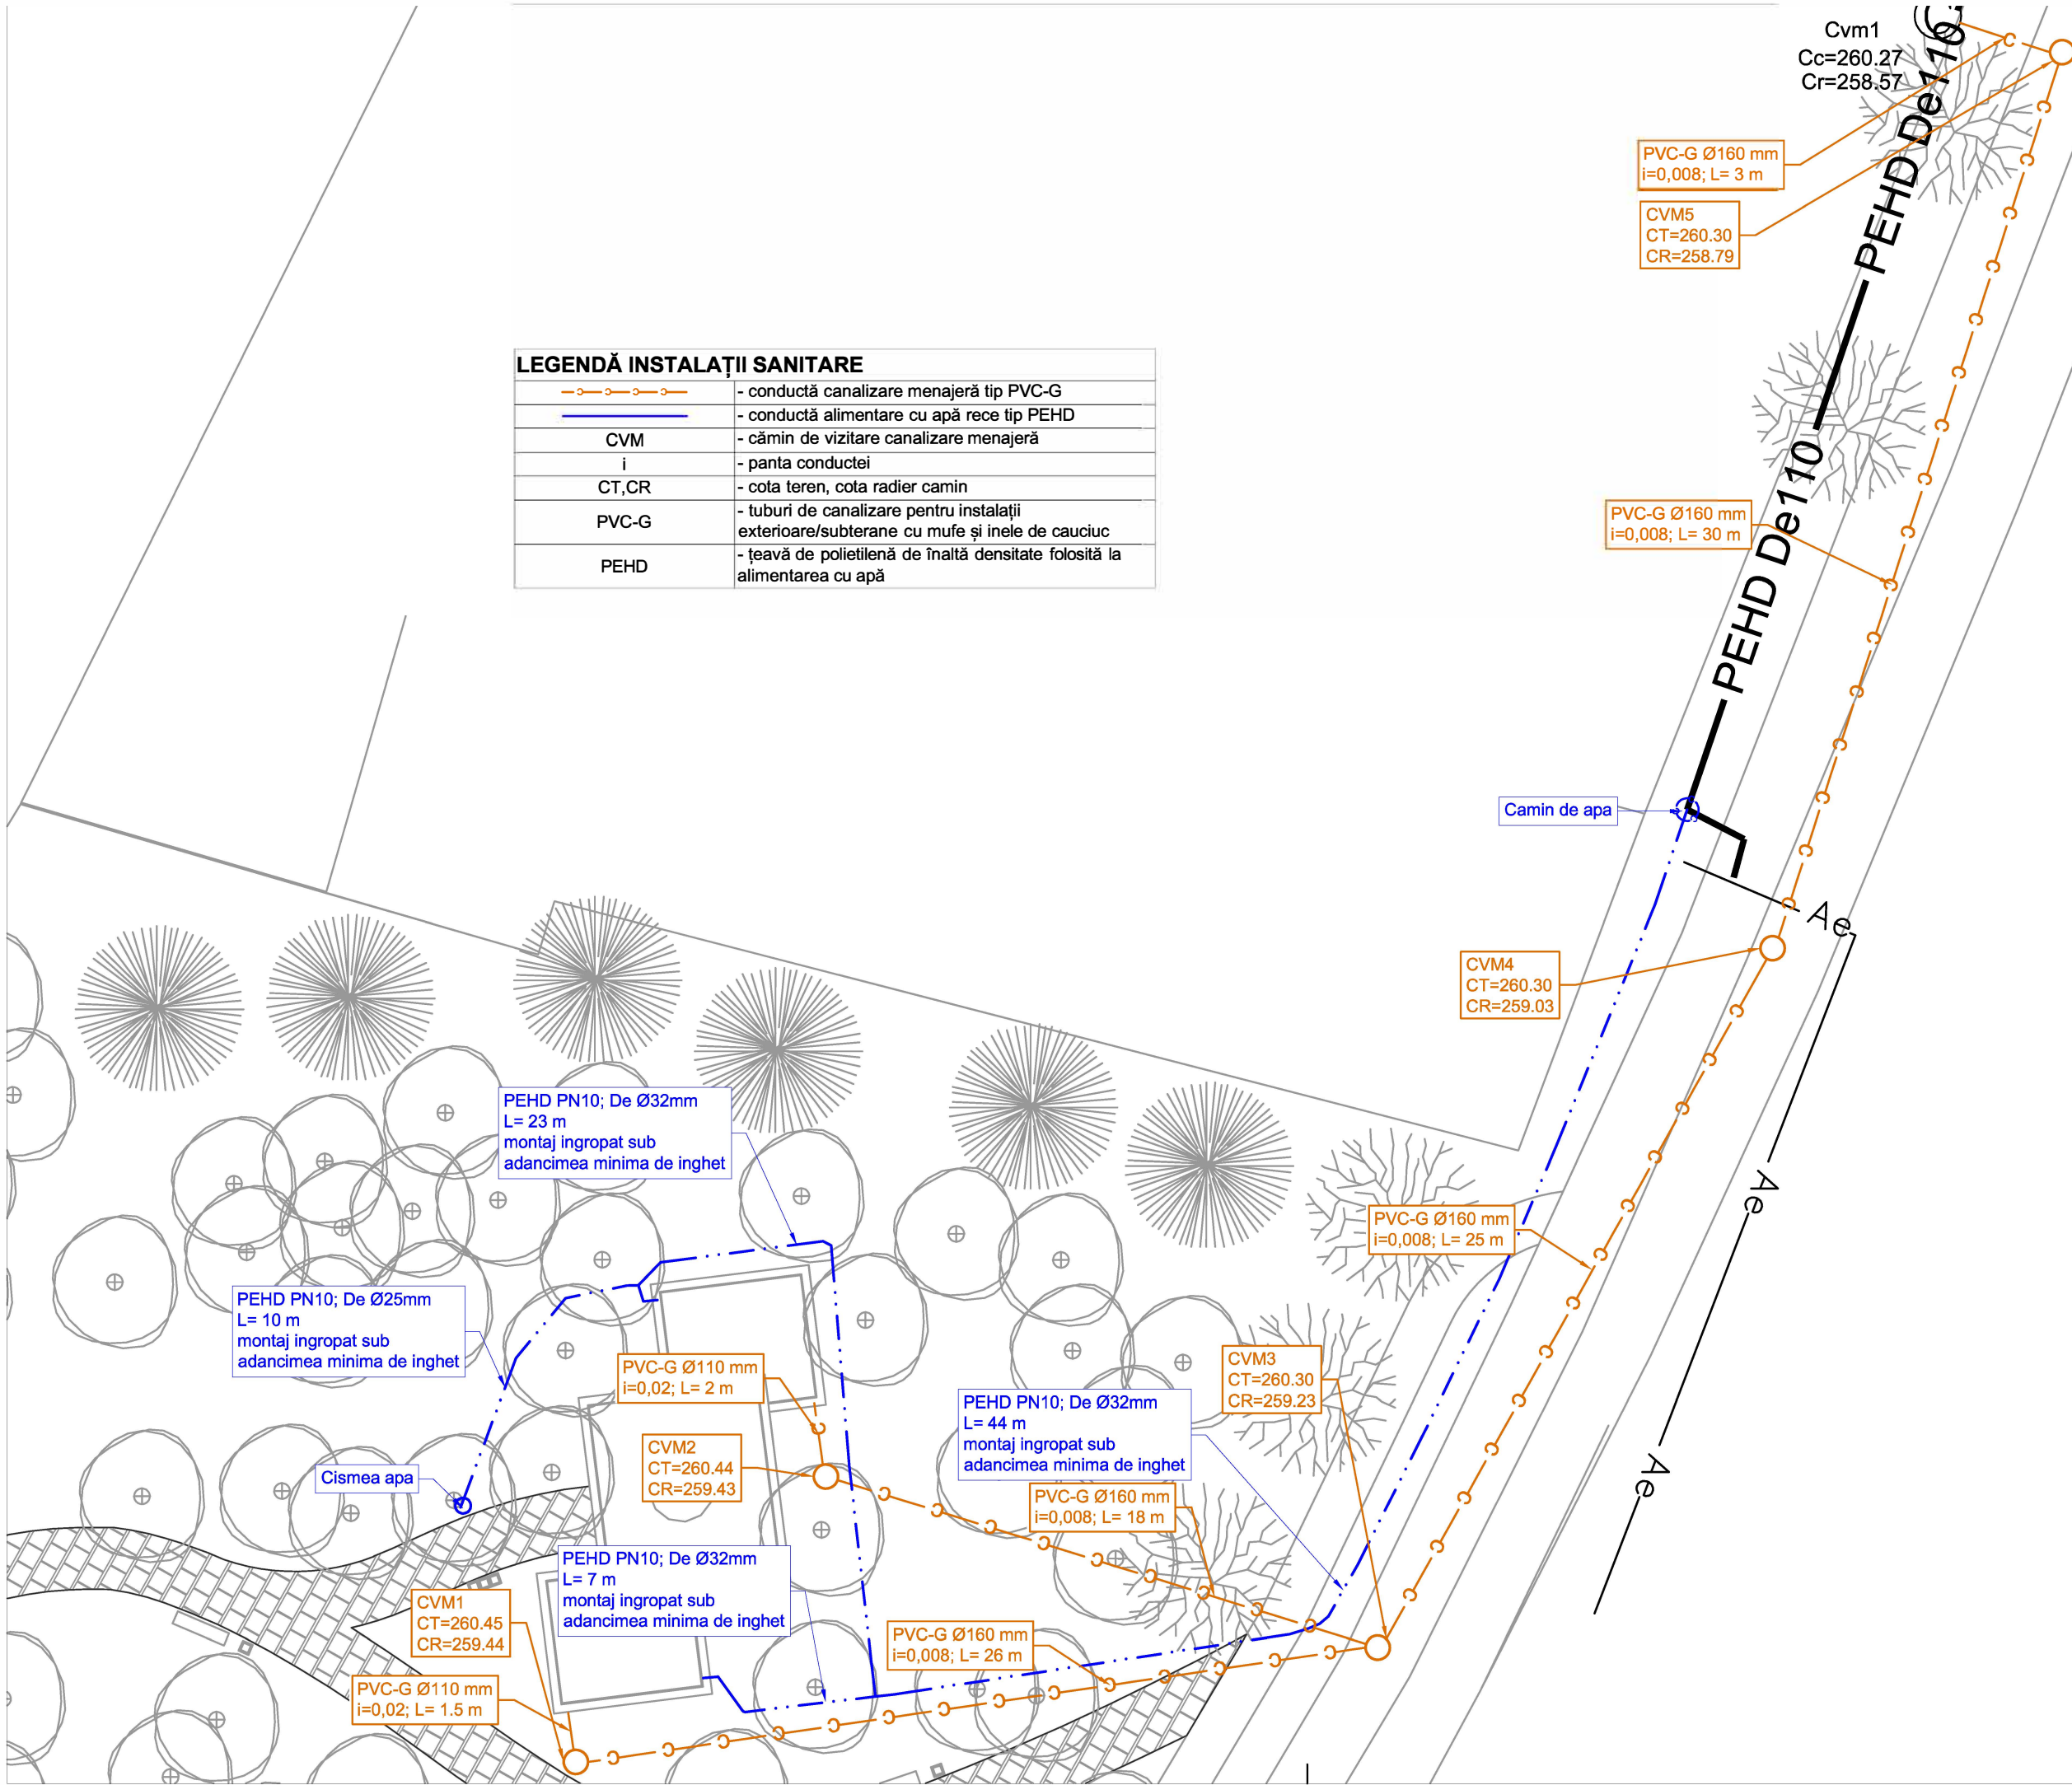 Cvm1
Cc=260.27
Cr=258.57
PEHD De110
PVC-G Ø160 mm
i=0,008; L= 3 m
CVM5
CT=260.30
CR=258.79
LEGENDĂ INSTALAȚII SANITARE
- conductă canalizare menajeră tip PVC-G
- conductă alimentare cu apă rece tip PEHD
CVM - cămin de vizitare canalizare menajeră
i - panta conductei
CT,CR - cota teren, cota radier camin
PVC-G - tuburi de canalizare pentru instalații
exterioare/subterane cu mufe și inele de cauciuc
PEHD - țeavă de polietilenă de înaltă densitate folosită la
alimentarea cu apă
PVC-G Ø160 mm
i=0,008; L= 30 m
PEHD De110
Camin de apa
Ae
CVM4
CT=260.30
CR=259.03
PEHD PN10; De Ø32mm
L= 23 m
montaj ingropat sub
adancimea minima de inghet
Ae
PVC-G Ø160 mm
i=0,008; L= 25 m
PEHD PN10; De Ø25mm
L= 10 m
montaj ingropat sub
adancimea minima de inghet
PVC-G Ø110 mm
i=0,02; L= 2 m
CVM3
CT=260.30
CR=259.23
PEHD PN10; De Ø32mm
L= 44 m
montaj ingropat sub
adancimea minima de inghet
CVM2
CT=260.44
CR=259.43
Cismea apa
Ae
PVC-G Ø160 mm
i=0,008; L= 18 m
PEHD PN10; De Ø32mm
L= 7 m
montaj ingropat sub
adancimea minima de inghet
CVM1
CT=260.45
CR=259.44
PVC-G Ø160 mm
i=0,008; L= 26 m
PVC-G Ø110 mm
i=0,02; L= 1.5 m